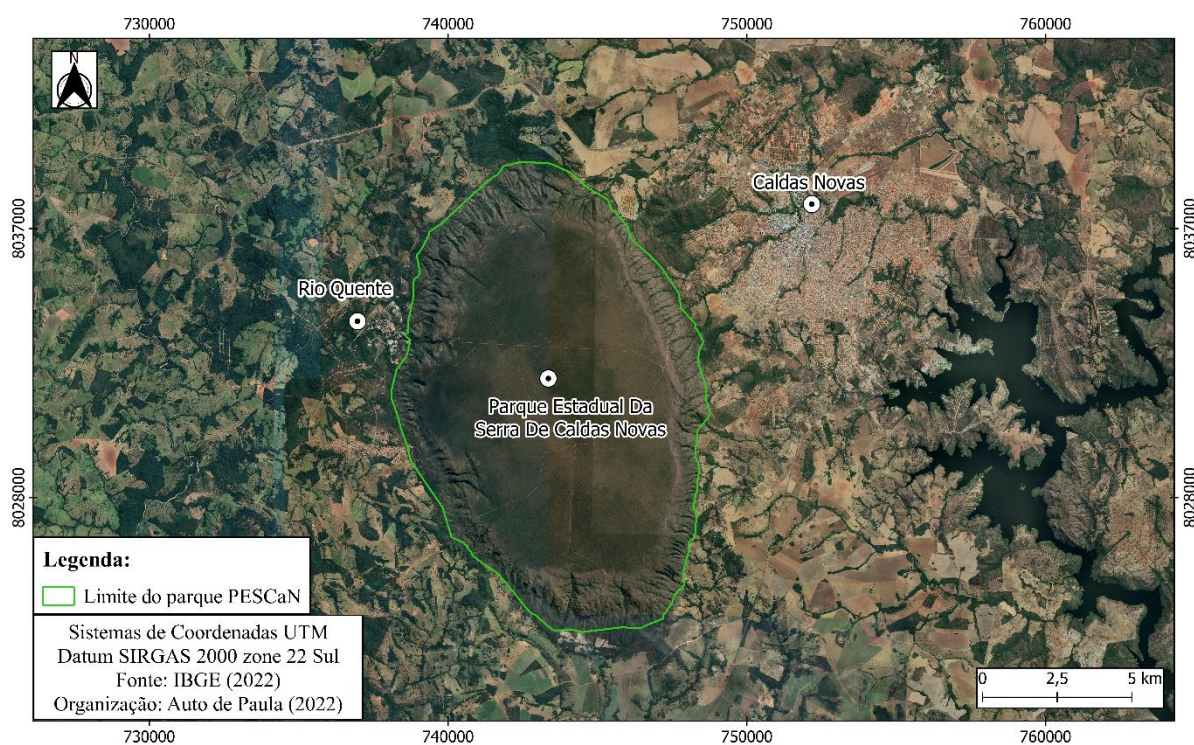 730000
740000
750000
760000
N
Caldas Novas
8037000
8037000
Rio Quente
Parque Estadual Da
Serra De Caldas Novas
8028000
8028000
Legenda:
Limite do parque PESCaN
Sistemas de Coordenadas UTM
Datum SIRGAS 2000 zone 22 Sul
Fonte: IBGE (2022)
Organização: Auto de Paula (2022)
0 2,5 5 km
730000
740000
750000
760000